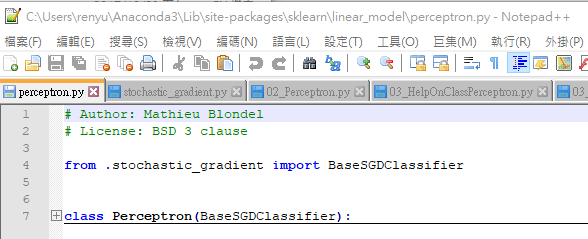 C:\Users\renyu\Anaconda3\Lib\site-packages\sklearn\linear_model\perceptron.py - Notepad++
檔案(F) 編輯(E) 搜尋(S) 檢視(V) 編碼(N) 語言(L) 設定(T) 工具(O) 巨集(M) 執行(R) 外掛(P)
perceptron.py stochastic_gradient.py 02_Perceptron.py 03_HelpOnClassPerceptron.py 03_
1 # Author: Mathieu Blondel
2 # License: BSD 3 clause
3
4 from .stochastic_gradient import BaseSGDClassifier
5
6
7 class Perceptron(BaseSGDClassifier):